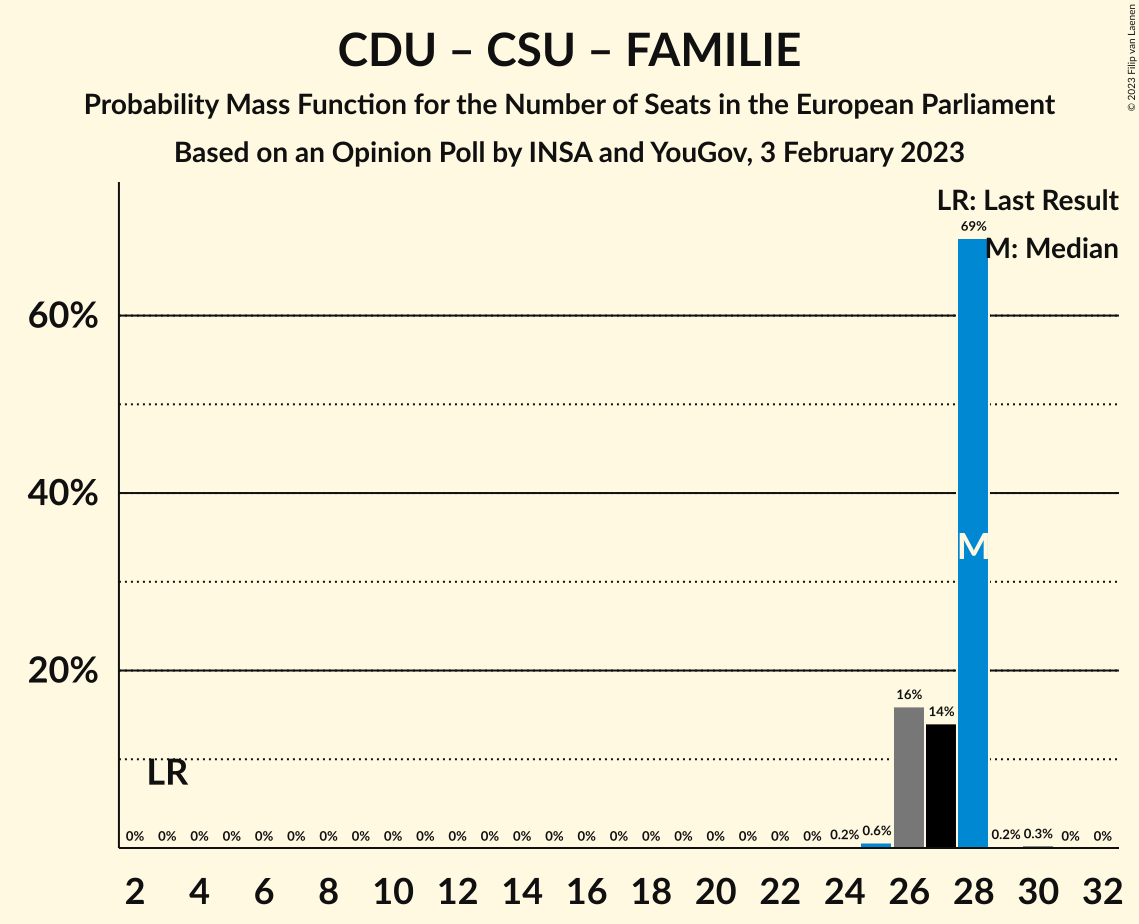 CDU – CSU – FAMILIE
Probability Mass Function for the Number of Seats in the European Parliament
Based on an Opinion Poll by INSA and YouGov, 3 February 2023
© 2023 Filip van Laenen
LR: Last Result
M: Median
69%
60%
40%
M
20%
16%
14%
LR
0% 0% 0% 0% 0% 0% 0% 0% 0% 0% 0% 0% 0% 0% 0% 0% 0% 0% 0% 0% 0% 0% 0.2% 0.6% 0.2% 0.3% 0% 0%
2 4 6 8 10 12 14 16 18 20 22 24 26 28 30 32